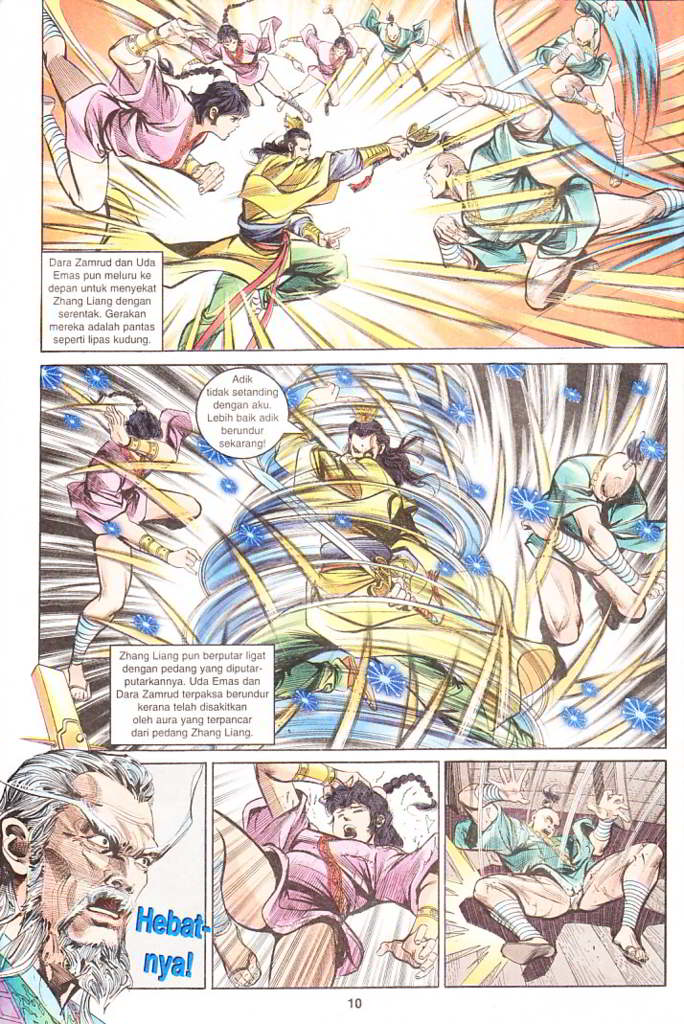 Dara Zamrud dan Uda
Emas pun meluru ke
depan untuk menyekat
Zhang Liang dengan
serentak. Gerakan
mereka adalah pantas
seperti lipas kudung.
Adik
tidak setanding
dengan aku.
Lebih baik adik
berundur
sekarang!
Zhang Liang pun berputar ligat
dengan pedang yang diputar-
putarkannya. Uda Emas dan
Dara Zamrud terpaksa berundur
kerana telah disakitkan
oleh aura yang terpancar
dari pedang Zhang Liang.
Hebat-
nya!
10